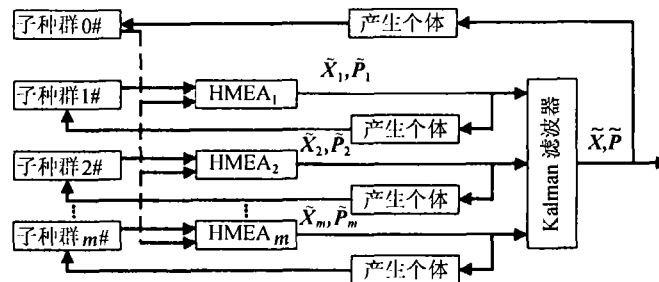 子种群0#
产生个体
子种群1#
HMEA₁
X̃₁,P̃₁
产生个体
子种群2#
HMEA₂
X̃₂,P̃₂
产生个体
子种群m#
HMEAₘ
X̃ₘ,P̃ₘ
产生个体
Kalman 滤波器
X̃,P̃